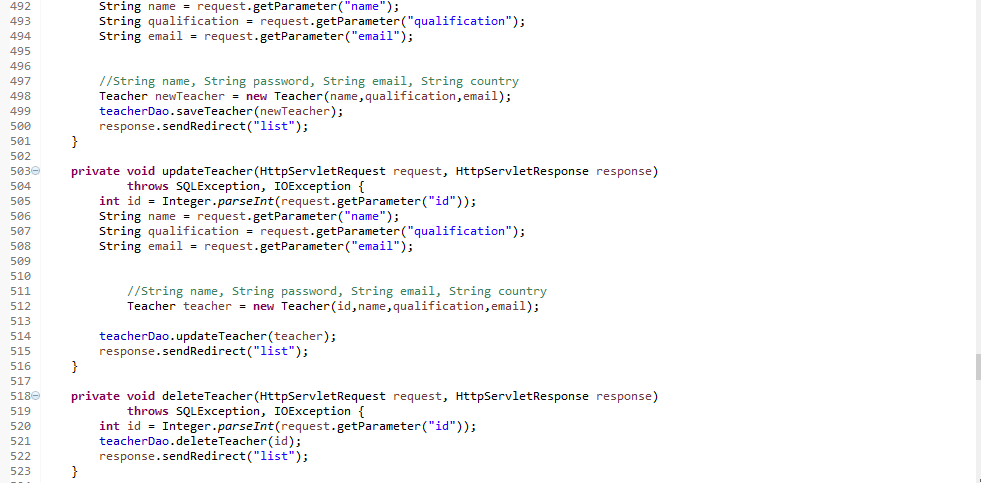 492 String name = request.getParameter("name");
493 String qualification = request.getParameter("qualification");
494 String email = request.getParameter("email");
495
496
497 //String name, String password, String email, String country
498 Teacher newTeacher = new Teacher(name,qualification,email);
499 teacherDao.saveTeacher(newTeacher);
500 response.sendRedirect("list");
501 }
502
503 private void updateTeacher(HttpServletRequest request, HttpServletResponse response)
504 throws SQLException, IOException {
505 int id = Integer.parseInt(request.getParameter("id"));
506 String name = request.getParameter("name");
507 String qualification = request.getParameter("qualification");
508 String email = request.getParameter("email");
509
510
511 //String name, String password, String email, String country
512 Teacher teacher = new Teacher(id,name,qualification,email);
513
514 teacherDao.updateTeacher(teacher);
515 response.sendRedirect("list");
516 }
517
518 private void deleteTeacher(HttpServletRequest request, HttpServletResponse response)
519 throws SQLException, IOException {
520 int id = Integer.parseInt(request.getParameter("id"));
521 teacherDao.deleteTeacher(id);
522 response.sendRedirect("list");
523 }